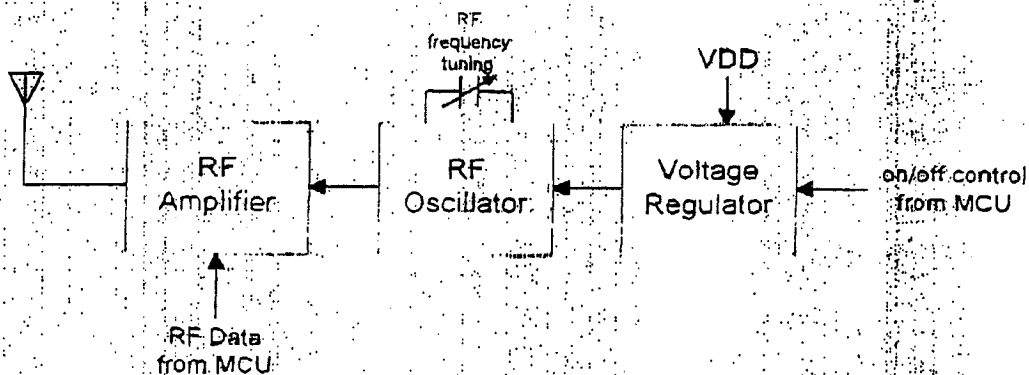 RF
frequency
tuning
VDD
RF
Amplifier
RF
Oscillator
Voltage
Regulator
on/off control
from MCU
RF Data
from MCU